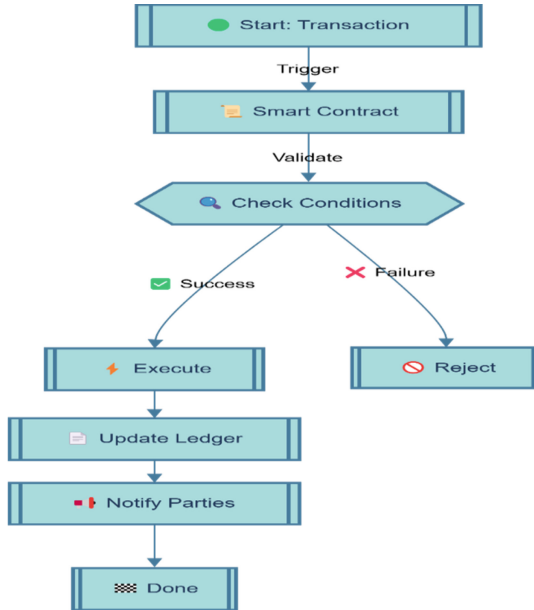 Start: Transaction
Trigger
Smart Contract
Validate
Check Conditions
Success
Failure
Execute
Reject
Update Ledger
Notify Parties
Done